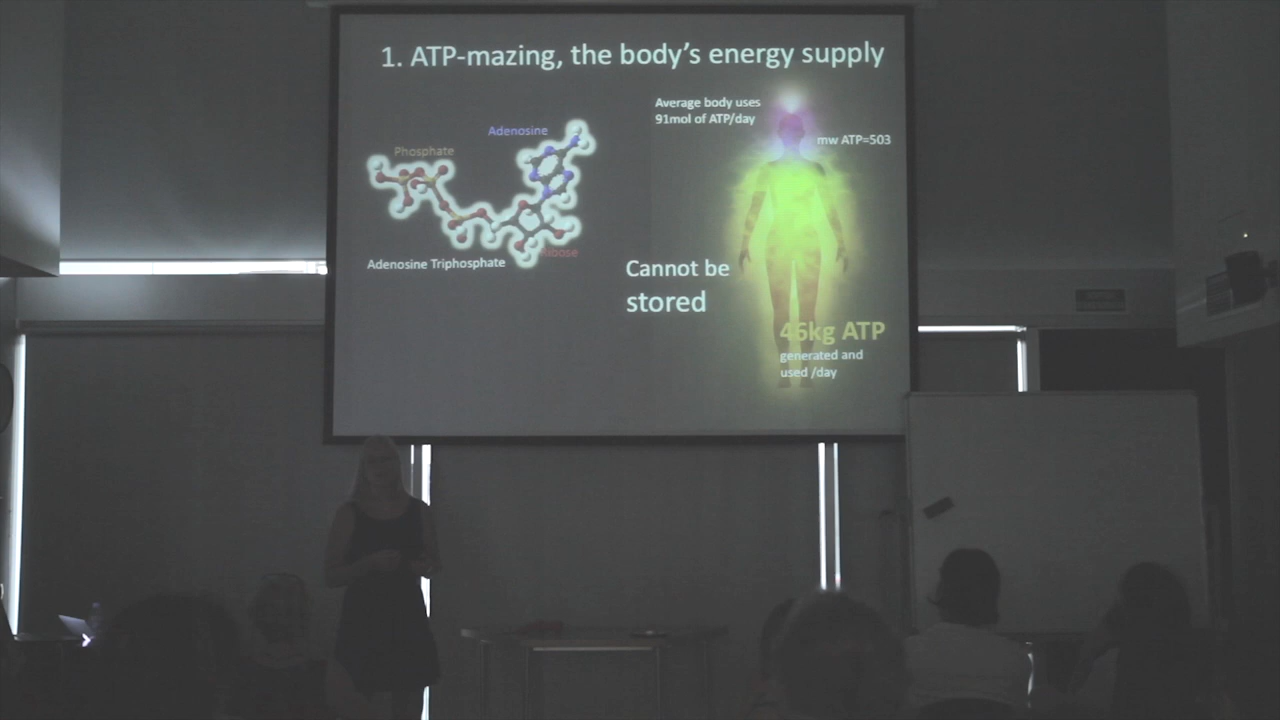 1. ATP-mazing, the body’s energy supply
Average body uses
91mol of ATP/day
Adenosine
mw ATP=503
Phosphate
Ribose
Adenosine Triphosphate
Cannot be
stored
46kg ATP
generated and
used /day